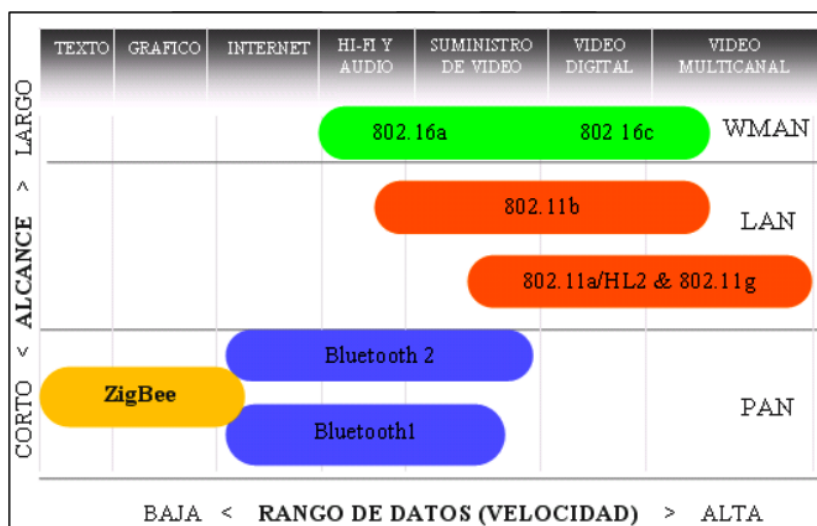 TEXTO GRAFICO INTERNET HI-FI Y AUDIO SUMINISTRO DE VIDEO VIDEO DIGITAL VIDEO MULTICANAL
CORTO < ALCANCE > LARGO
802.16a 802 16c WMAN
802.11b LAN
802.11a/HL2 & 802.11g
Bluetooth 2
ZigBee PAN
Bluetooth1
BAJA < RANGO DE DATOS (VELOCIDAD) > ALTA